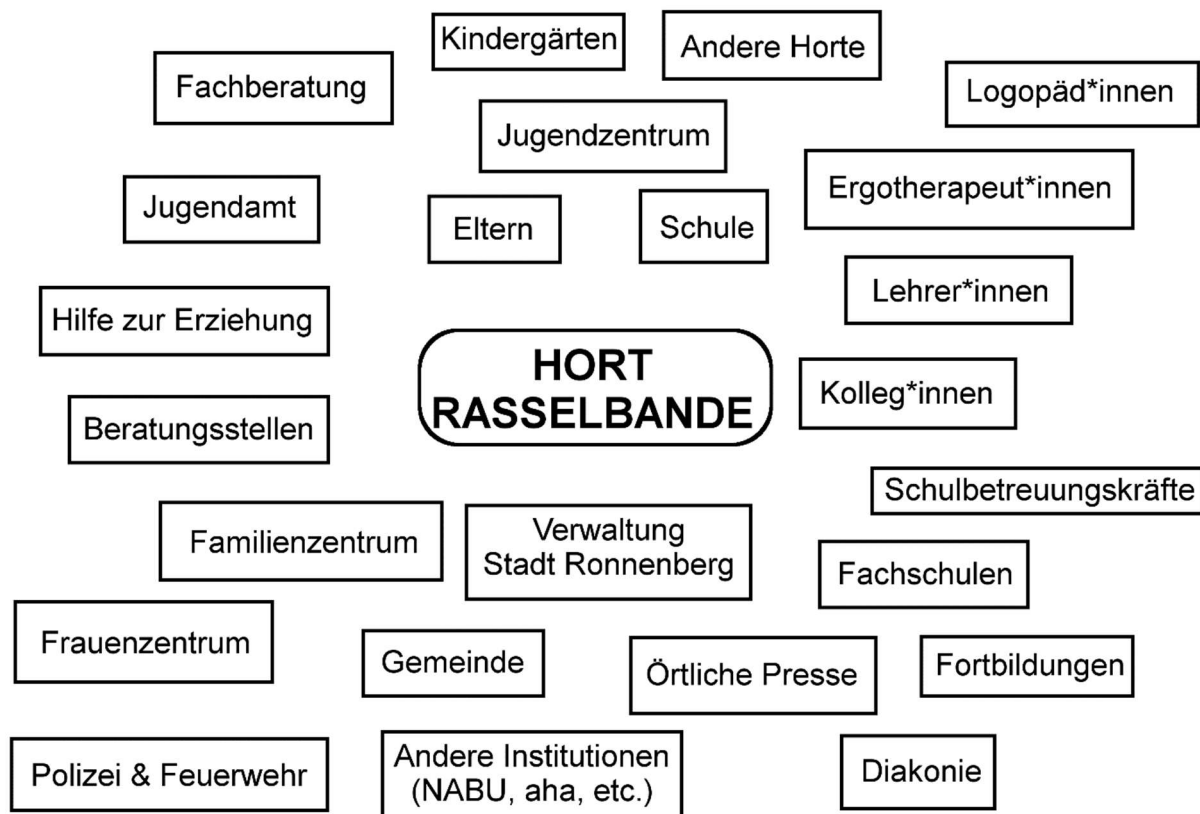 Kindergärten
Andere Horte
Fachberatung
Logopäd*innen
Jugendzentrum
Ergotherapeut*innen
Jugendamt
Eltern
Schule
Lehrer*innen
Hilfe zur Erziehung
HORT
RASSELBANDE
Kolleg*innen
Beratungsstellen
Schulbetreuungskräfte
Familienzentrum
Verwaltung
Stadt Ronnenberg
Fachschulen
Frauenzentrum
Gemeinde
Örtliche Presse
Fortbildungen
Polizei & Feuerwehr
Andere Institutionen
(NABU, aha, etc.)
Diakonie